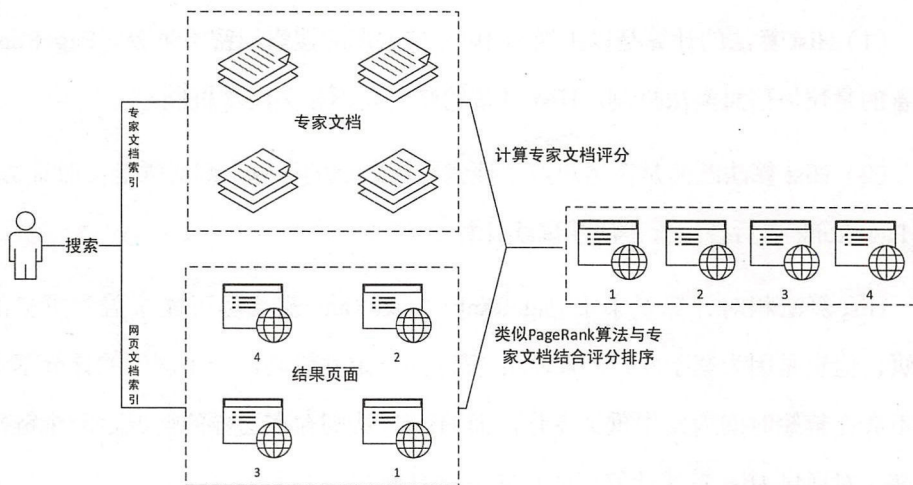 专家文档
专家文档索引
计算专家文档评分
搜索
1 2 3 4
网页文档索引
4 2
类似PageRank算法与专
家文档结合评分排序
结果页面
3 1